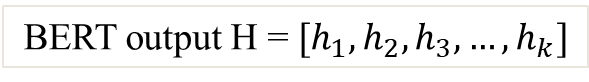 BERT output H = [h₁, h₂, h₃, ..., hₖ]